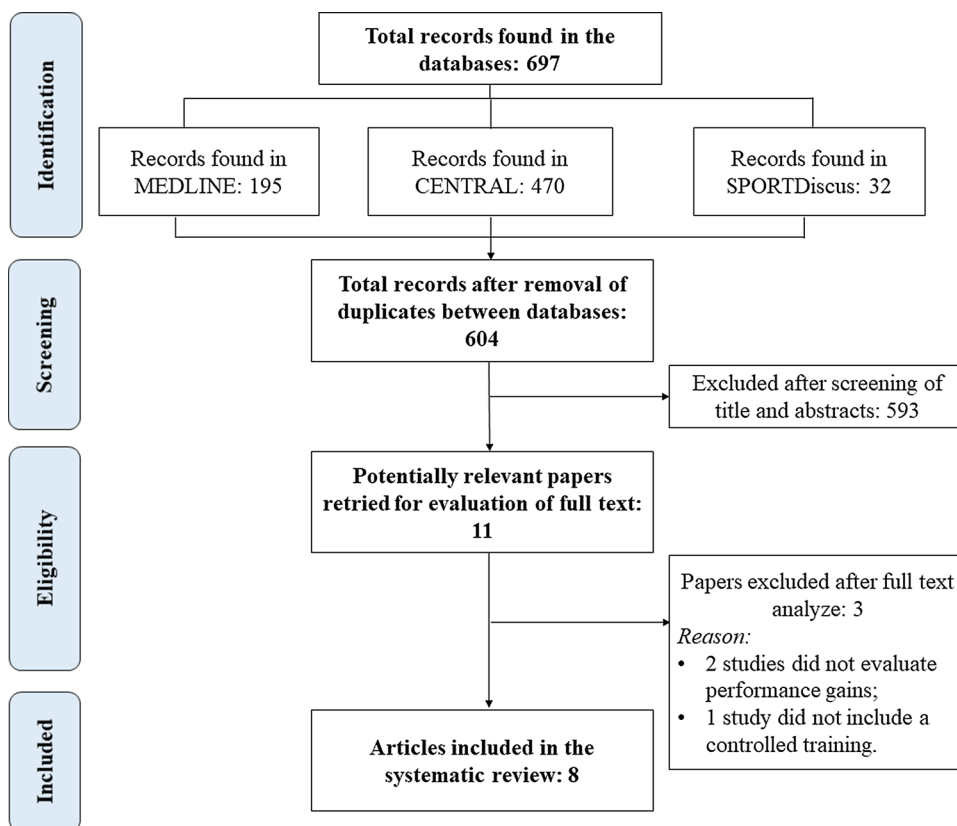 Identification
Total records found in the
databases: 697
Records found in
MEDLINE: 195
Records found in
CENTRAL: 470
Records found in
SPORTDiscus: 32
Screening
Total records after removal of
duplicates between databases:
604
Excluded after screening of
title and abstracts: 593
Eligibility
Potentially relevant papers
retried for evaluation of full text:
11
Papers excluded after full text
analyze: 3
Reason:
• 2 studies did not evaluate
performance gains;
• 1 study did not include a
controlled training.
Included
Articles included in the
systematic review: 8